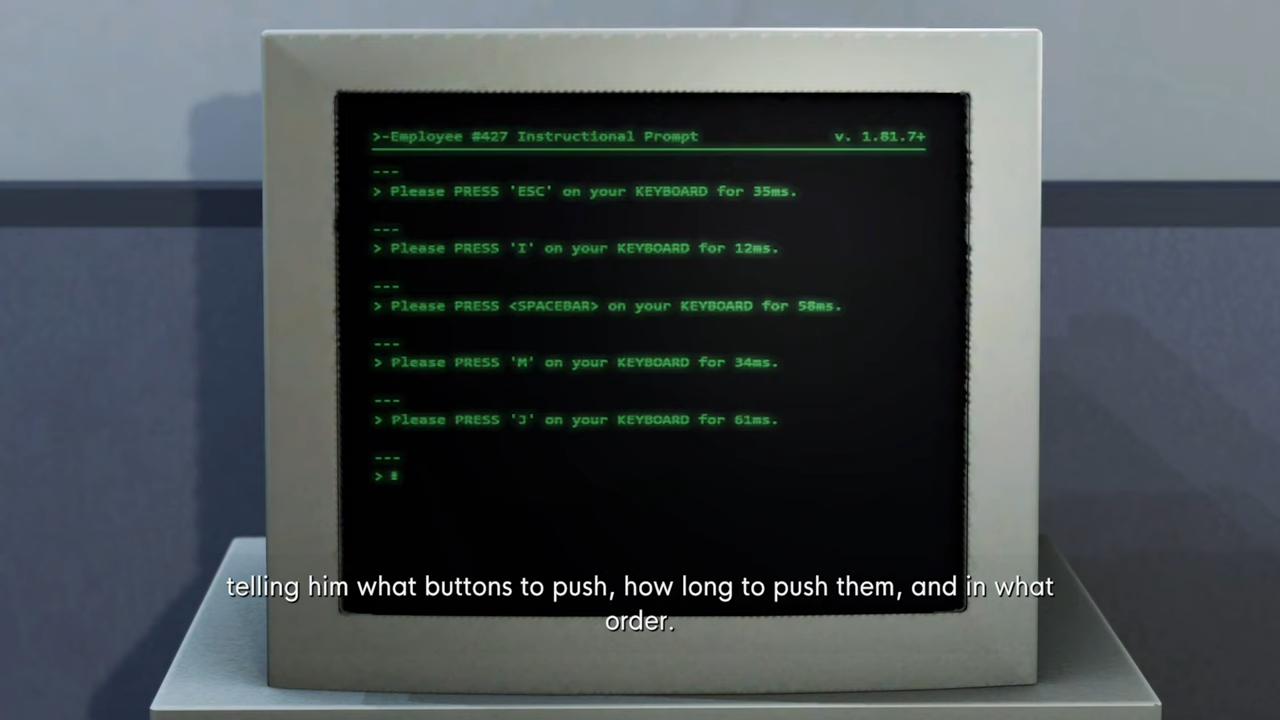 >-Employee #427 Instructional Prompt v. 1.81.7+
---
> Please PRESS 'ESC' on your KEYBOARD for 35ms.
---
> Please PRESS 'I' on your KEYBOARD for 12ms.
---
> Please PRESS <SPACEBAR> on your KEYBOARD for 58ms.
---
> Please PRESS 'M' on your KEYBOARD for 34ms.
---
> Please PRESS 'J' on your KEYBOARD for 61ms.
---
>
telling him what buttons to push, how long to push them, and in what
order.